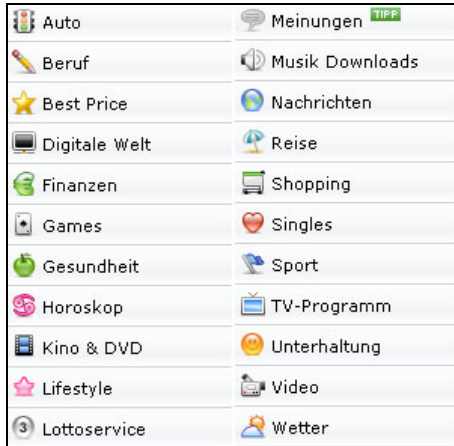 Auto
Beruf
Best Price
Digitale Welt
Finanzen
Games
Gesundheit
Horoskop
Kino & DVD
Lifestyle
3 Lottoservice
Meinungen TIPP
Musik Downloads
Nachrichten
Reise
Shopping
Singles
Sport
TV-Programm
Unterhaltung
Video
Wetter